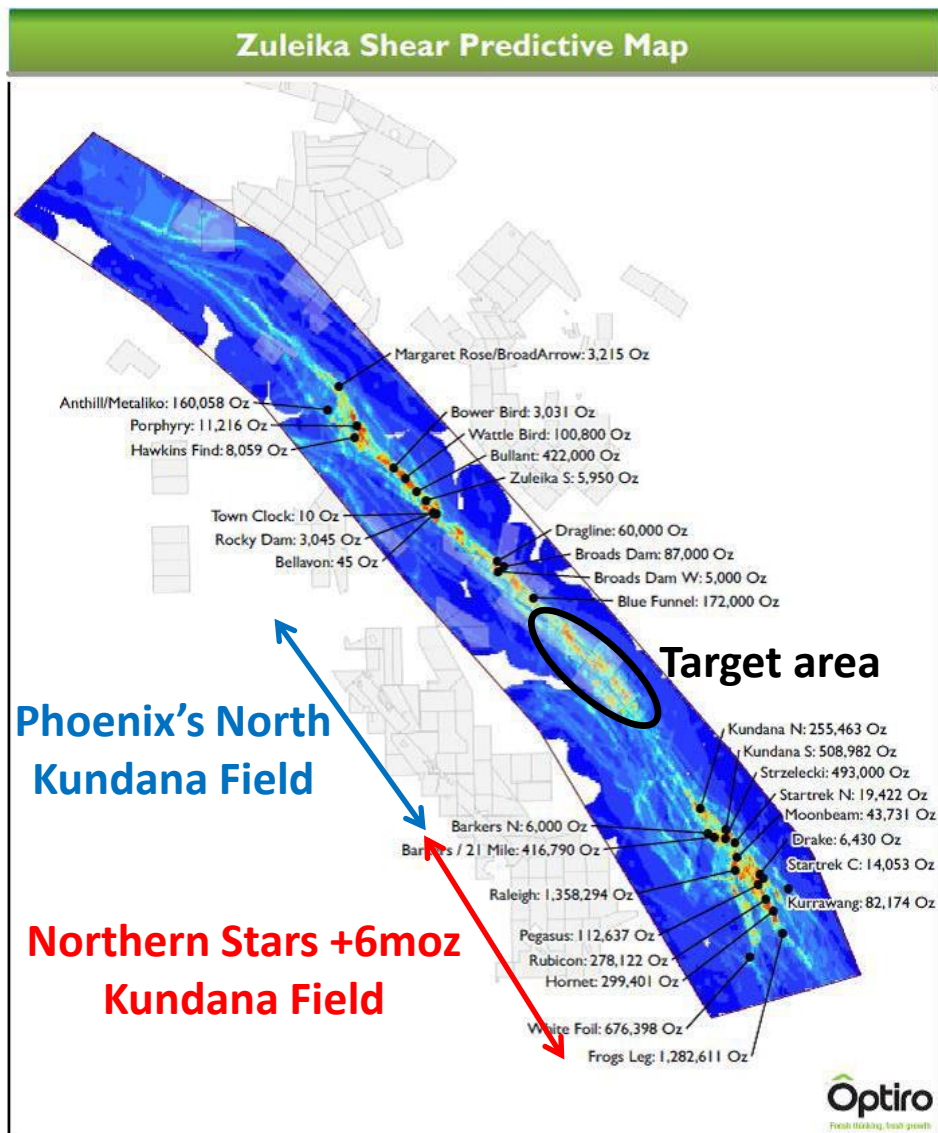 Zuleika Shear Predictive Map
Margaret Rose/BroadArrow: 3,215 Oz
Anthill/Metaliko: 160,058 Oz
Porphyry: 11,216 Oz
Hawkins Find: 8,059 Oz
Bower Bird: 3,031 Oz
Wattle Bird: 100,800 Oz
Bullant: 422,000 Oz
Zuleika S: 5,950 Oz
Town Clock: 10 Oz
Rocky Dam: 3,045 Oz
Bellavon: 45 Oz
Dragline: 60,000 Oz
Broads Dam: 87,000 Oz
Broads Dam W: 5,000 Oz
Blue Funnel: 172,000 Oz
Target area
Phoenix's North
Kundana Field
Kundana N: 255,463 Oz
Kundana S: 508,982 Oz
Strzelecki: 493,000 Oz
Startrek N: 19,422 Oz
Moonbeam: 43,731 Oz
Drake: 6,430 Oz
Startrek C: 14,053 Oz
Kurrawang: 82,174 Oz
Barkers N: 6,000 Oz
Barkers / 21 Mile: 416,790 Oz
Raleigh: 1,358,294 Oz
Pegasus: 112,637 Oz
Rubicon: 278,122 Oz
Hornet: 299,401 Oz
White Foil: 676,398 Oz
Frogs Leg: 1,282,611 Oz
Northern Stars +6moz
Kundana Field
Optiro
Fresh thinking, fresh growth